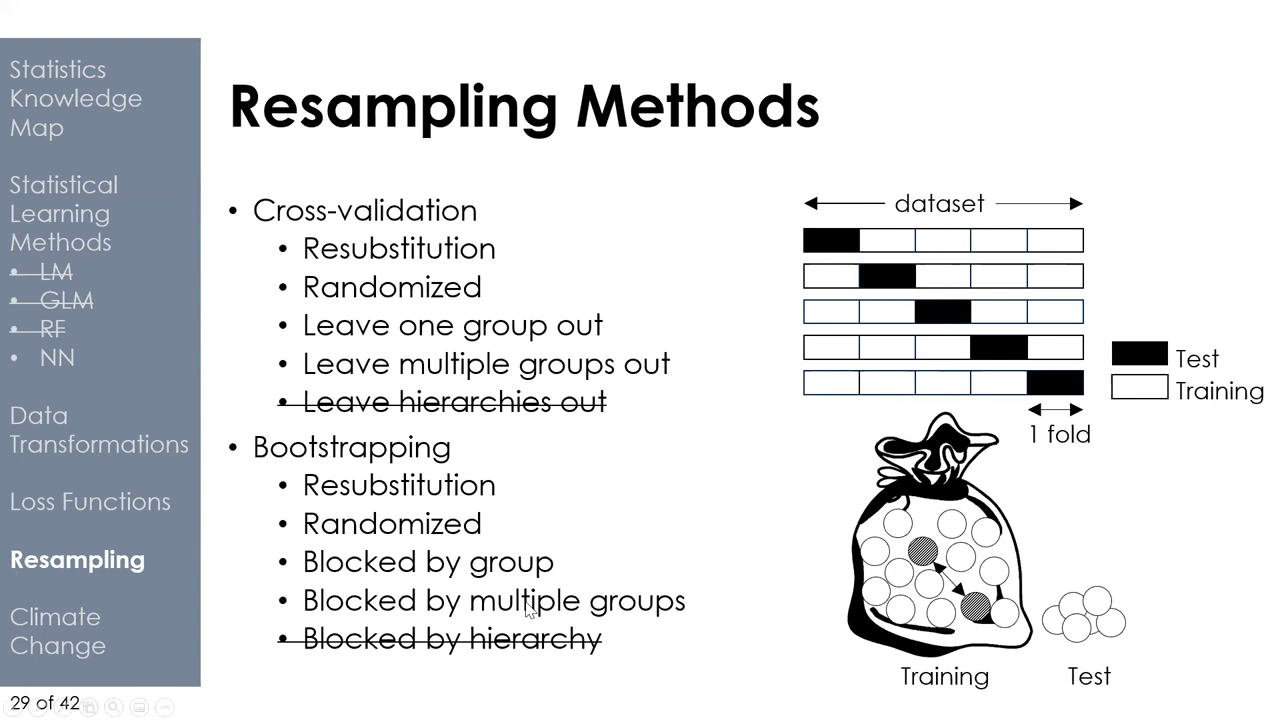 Statistics
Knowledge
Map
Statistical
Learning
Methods
• LM
• GLM
• RF
• NN
Data
Transformations
Loss Functions
Resampling
Climate
Change
29 of 42
Resampling Methods
• Cross-validation
• Resubstitution
• Randomized
• Leave one group out
• Leave multiple groups out
• Leave hierarchies out
• Bootstrapping
• Resubstitution
• Randomized
• Blocked by group
• Blocked by multiple groups
• Blocked by hierarchy
dataset
Test
Training
1 fold
Training
Test